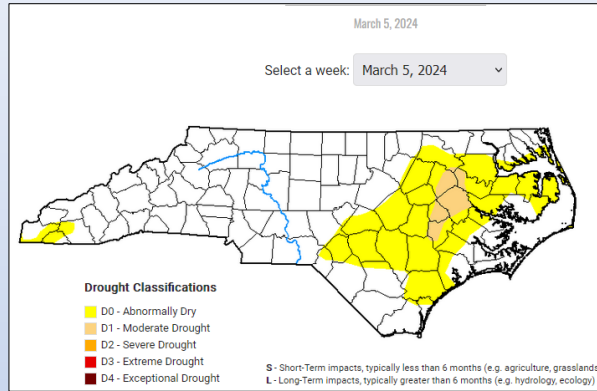 March 5, 2024
Select a week: March 5, 2024
Drought Classifications
D0 - Abnormally Dry
D1 - Moderate Drought
D2 - Severe Drought
D3 - Extreme Drought
D4 - Exceptional Drought
S - Short-Term impacts, typically less than 6 months (e.g. agriculture, grasslands
L - Long-Term impacts, typically greater than 6 months (e.g. hydrology, ecology)